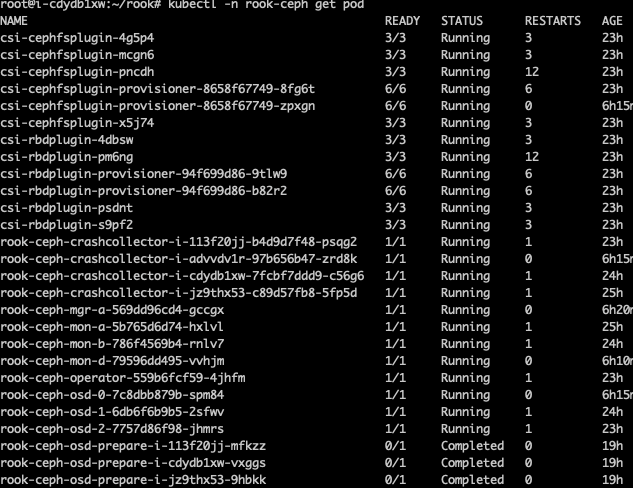 root@i-cdydb1xw:~/rook# kubectl -n rook-ceph get pod
NAME READY STATUS RESTARTS AGE
csi-cephfsplugin-4g5p4 3/3 Running 3 23h
csi-cephfsplugin-mcgn6 3/3 Running 3 23h
csi-cephfsplugin-pncdh 3/3 Running 12 23h
csi-cephfsplugin-provisioner-8658f67749-8fg6t 6/6 Running 6 23h
csi-cephfsplugin-provisioner-8658f67749-zpxgn 6/6 Running 0 6h15m
csi-cephfsplugin-x5j74 3/3 Running 3 23h
csi-rbdplugin-4dbsw 3/3 Running 3 23h
csi-rbdplugin-pm6ng 3/3 Running 12 23h
csi-rbdplugin-provisioner-94f699d86-9tlw9 6/6 Running 6 23h
csi-rbdplugin-provisioner-94f699d86-b82r2 6/6 Running 6 23h
csi-rbdplugin-psdnt 3/3 Running 3 23h
csi-rbdplugin-s9pf2 3/3 Running 3 23h
rook-ceph-crashcollector-i-113f20jj-b4d9d7f48-psqg2 1/1 Running 1 23h
rook-ceph-crashcollector-i-advvdv1r-97b656b47-zrd8k 1/1 Running 0 6h15m
rook-ceph-crashcollector-i-cdydb1xw-7fcbf7ddd9-c56g6 1/1 Running 1 24h
rook-ceph-crashcollector-i-jz9thx53-c89d57fb8-5fp5d 1/1 Running 1 25h
rook-ceph-mgr-a-569dd96cd4-gccgx 1/1 Running 0 6h20m
rook-ceph-mon-a-5b765d6d74-hxlvl 1/1 Running 1 25h
rook-ceph-mon-b-786f4569b4-rnlv7 1/1 Running 1 24h
rook-ceph-mon-d-79596dd495-vvhjm 1/1 Running 0 6h10m
rook-ceph-operator-559b6fcf59-4jhfm 1/1 Running 1 23h
rook-ceph-osd-0-7c8dbb879b-spm84 1/1 Running 0 6h15m
rook-ceph-osd-1-6db6f6b9b5-2sfwv 1/1 Running 1 24h
rook-ceph-osd-2-7757d86f98-jhmrs 1/1 Running 1 23h
rook-ceph-osd-prepare-i-113f20jj-mfkzz 0/1 Completed 0 19h
rook-ceph-osd-prepare-i-cdydb1xw-vxggs 0/1 Completed 0 19h
rook-ceph-osd-prepare-i-jz9thx53-9hbkk 0/1 Completed 0 19h